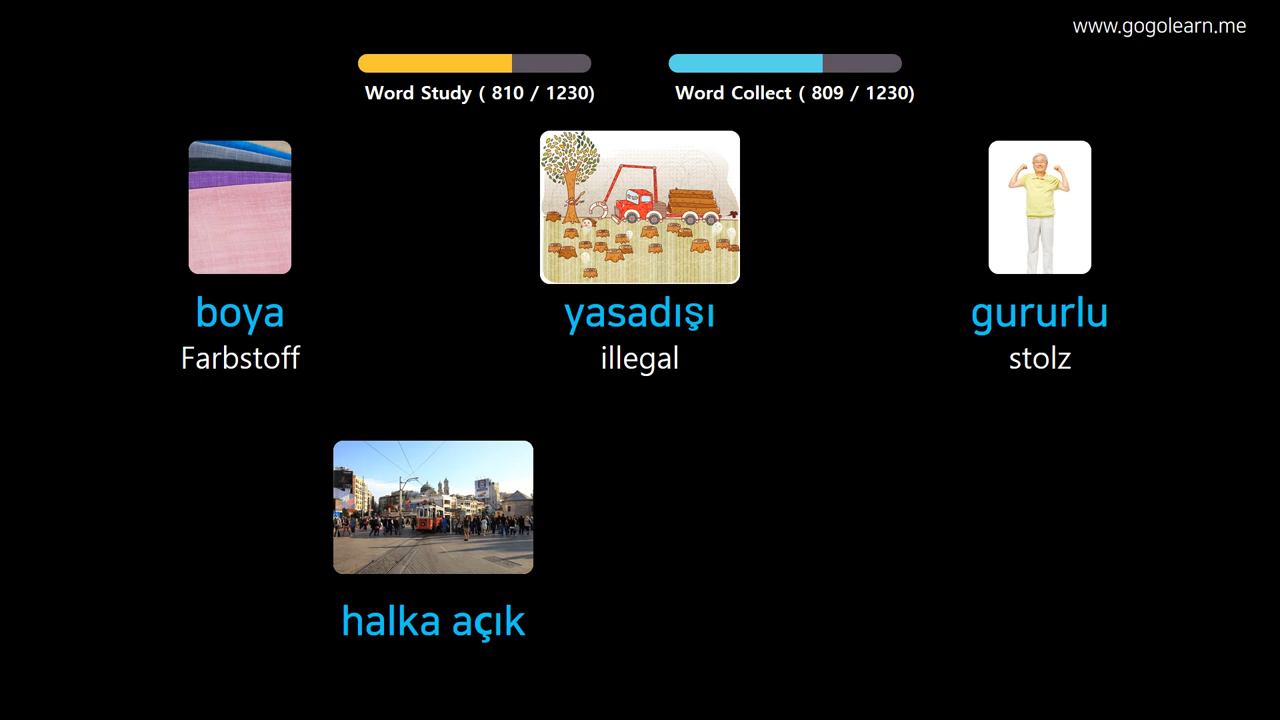 www.gogolearn.me
Word Study ( 810 / 1230)
Word Collect ( 809 / 1230)
boya
yasadışı
gururlu
Farbstoff
illegal
stolz
halka açık